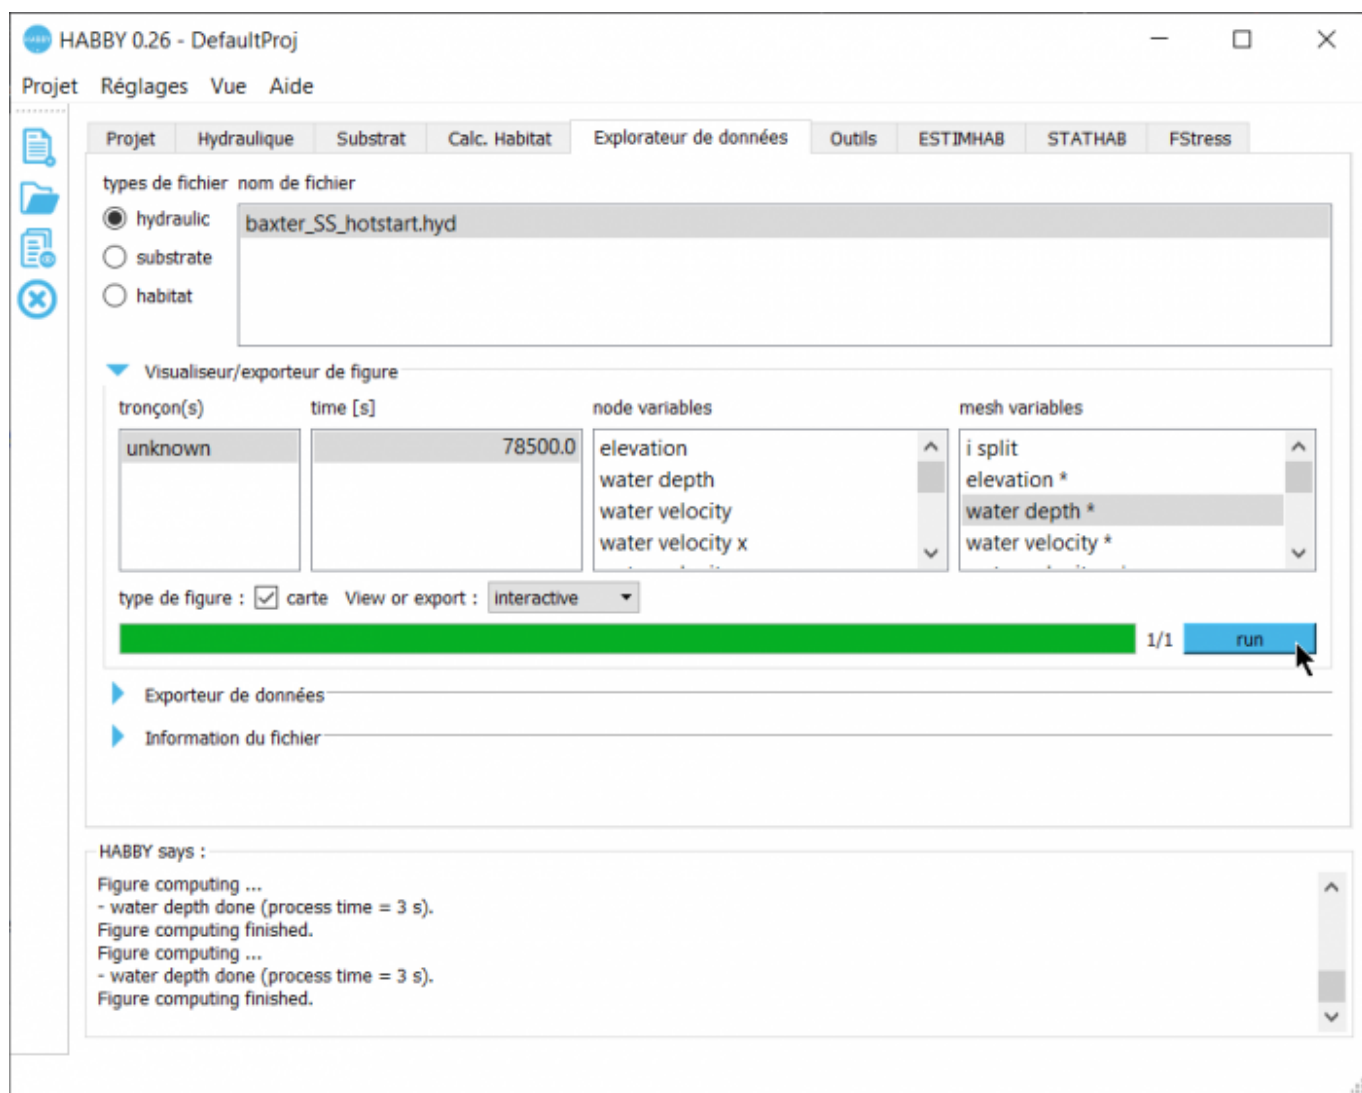 HABBY 0.26 - DefaultProj
Projet Réglages Vue Aide
Projet Hydraulique Substrat Calc. Habitat Explorateur de données Outils ESTIMHAB STATHAB FStress
types de fichier nom de fichier
hydraulic baxter_SS_hotstart.hyd
substrate
habitat
Visualiseur/exporteur de figure
tronçon(s) time [s] node variables mesh variables
unknown 78500.0 elevation i split
water depth elevation *
water velocity water depth *
water velocity x water velocity *
type de figure : carte View or export : interactive
1/1 run
Exporteur de données
Information du fichier
HABBY says :
Figure computing ...
- water depth done (process time = 3 s).
Figure computing finished.
Figure computing ...
- water depth done (process time = 3 s).
Figure computing finished.